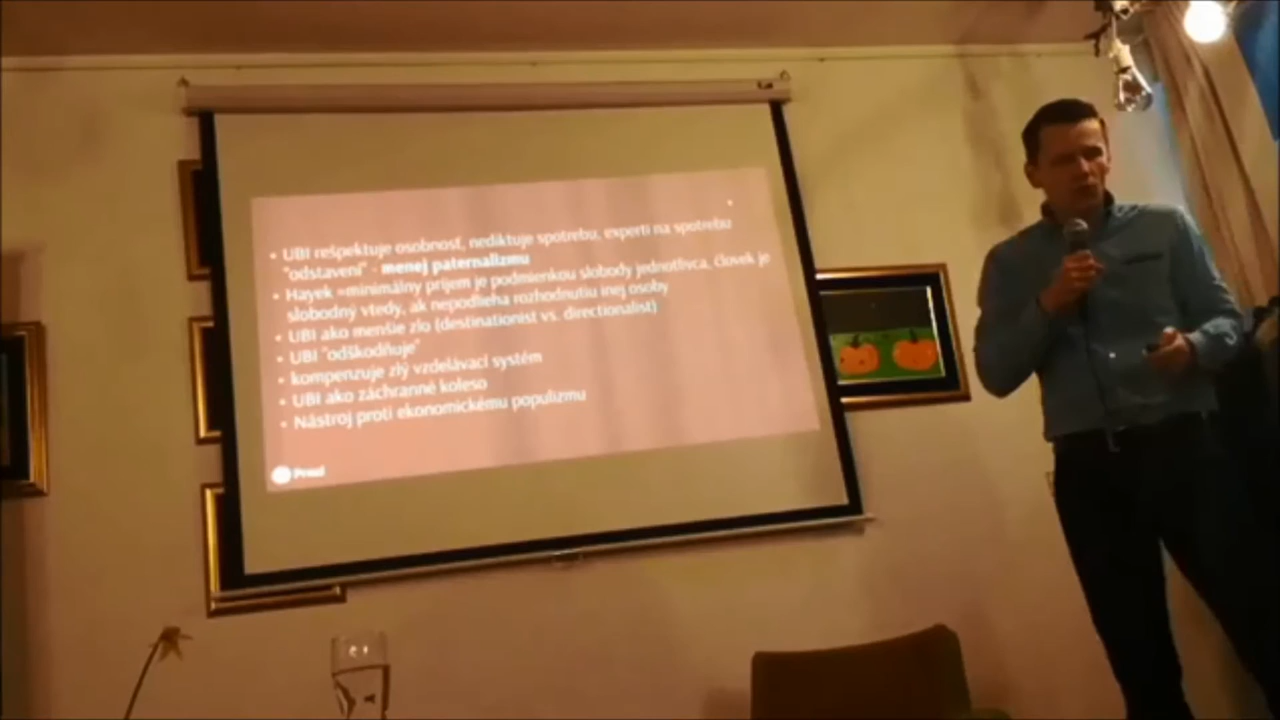 • UBI rešpektuje osobnosť, nediktuje spotrebu, experti na spotrebu
"odstavení" - menej paternalizmu
• Hayek =minimálny príjem je podmienkou slobody jednotlivca, človek je
slobodný vtedy, ak nepodlieha rozhodnutiu inej osoby
• UBI ako menšie zlo (destinationist vs. directionalist)
• UBI "odškodňuje"
• kompenzuje zlý vzdelávací systém
• UBI ako záchranné koleso
• Nástroj proti ekonomickému populizmu